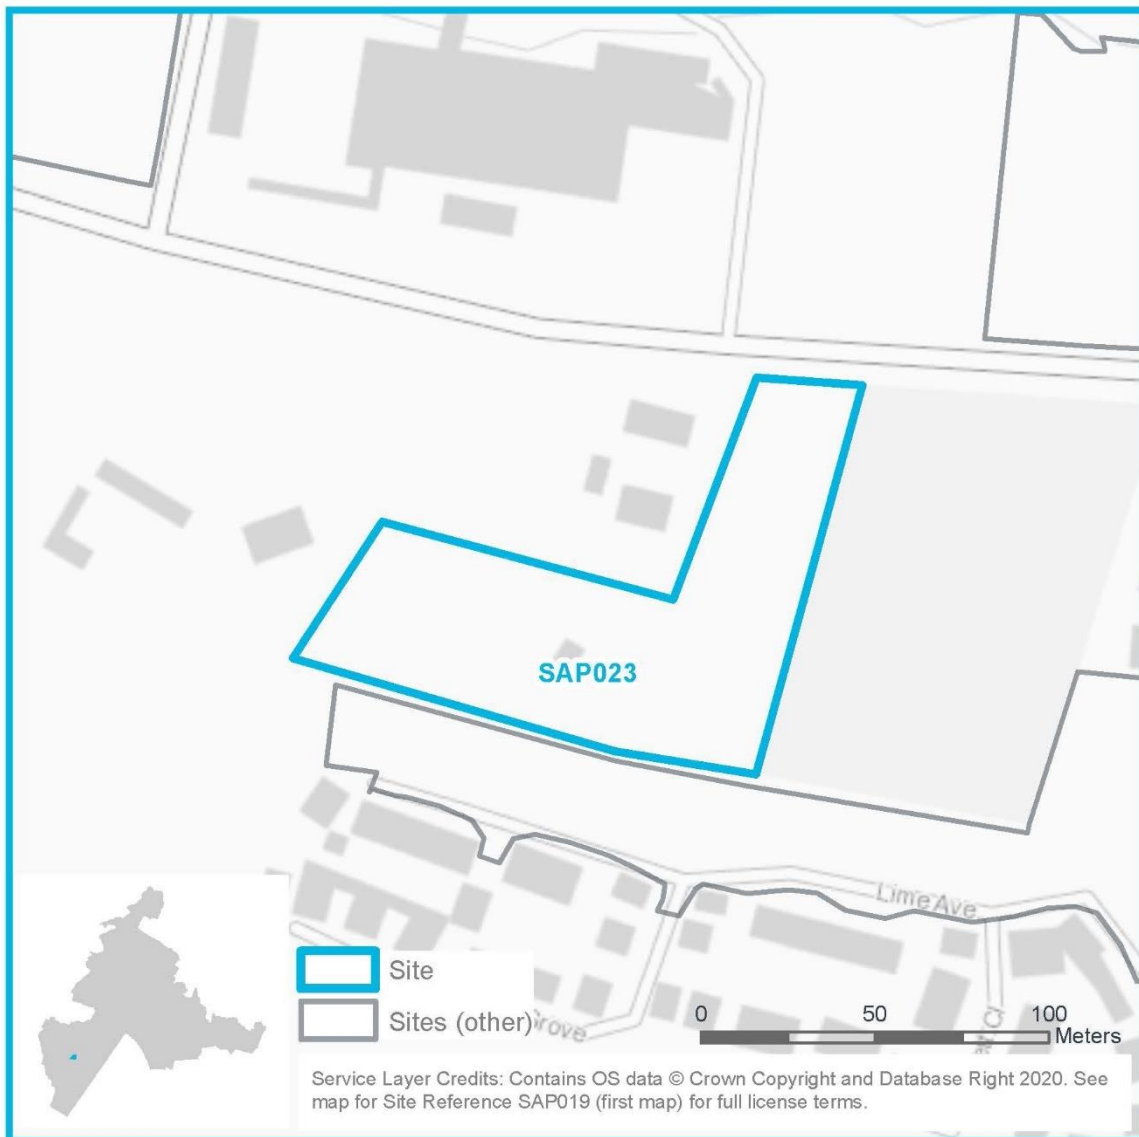 SAP023
Lime Ave
Site
Sites (other)
Grove
0 50 100
Meters
Service Layer Credits: Contains OS data © Crown Copyright and Database Right 2020. See
map for Site Reference SAP019 (first map) for full license terms.